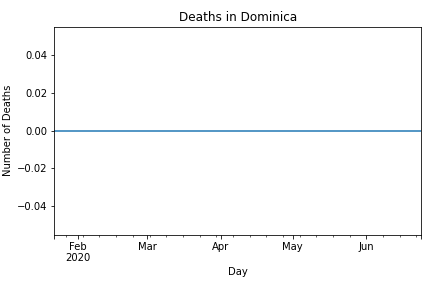 Deaths in Dominica
0.04
0.02
0.00
−0.02
−0.04
Number of Deaths
Feb
2020
Mar
Apr
May
Jun
Day